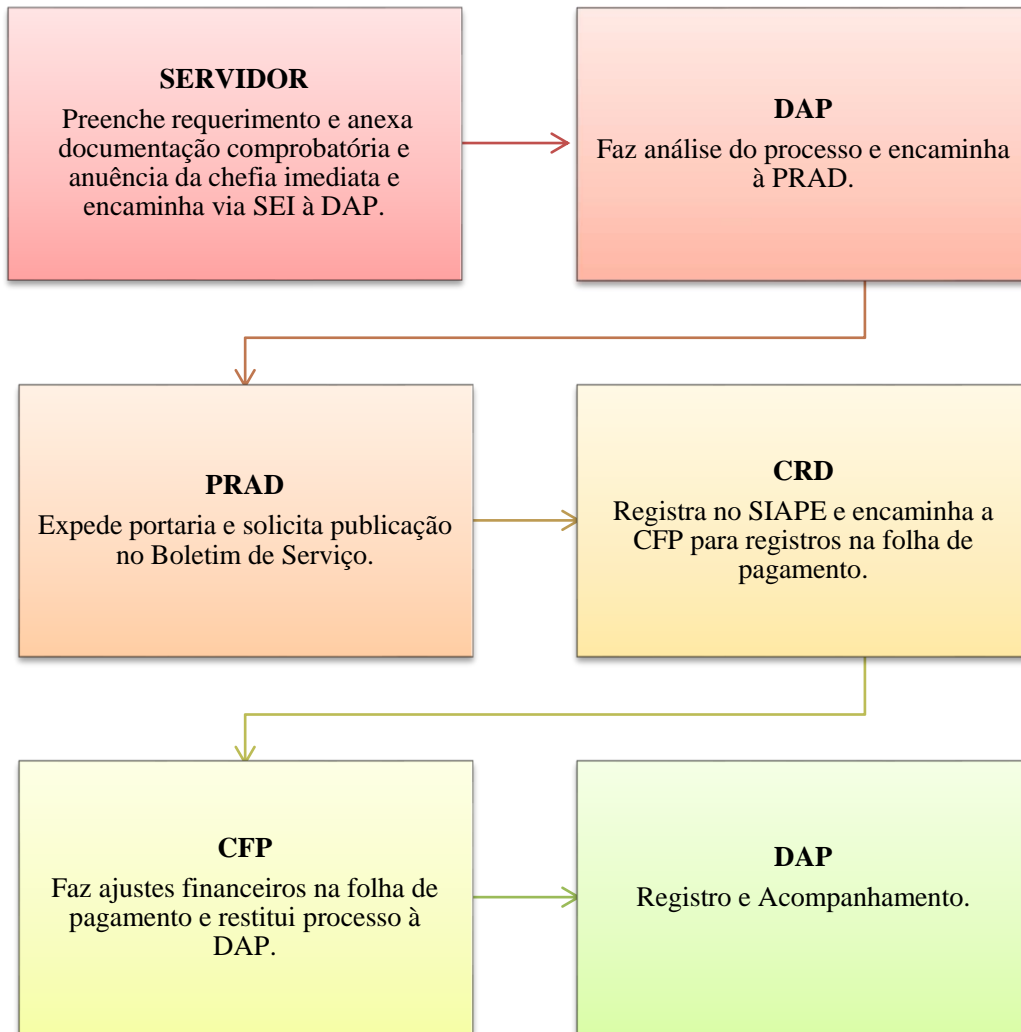 SERVIDOR
Preenche requerimento e anexa
documentação comprobatória e
anuência da chefia imediata e
encaminha via SEI à DAP.
DAP
Faz análise do processo e encaminha
à PRAD.
PRAD
Expede portaria e solicita publicação
no Boletim de Serviço.
CRD
Registra no SIAPE e encaminha a
CFP para registros na folha de
pagamento.
CFP
Faz ajustes financeiros na folha de
pagamento e restitui processo à
DAP.
DAP
Registro e Acompanhamento.